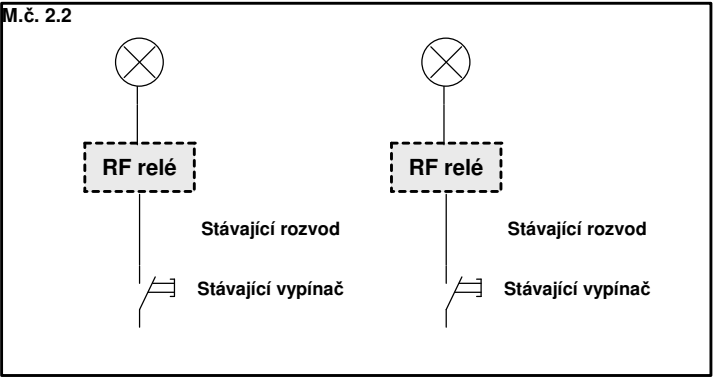 M.č. 2.2
RF relé RF relé
Stávající rozvod Stávající rozvod
Stávající vypínač Stávající vypínač